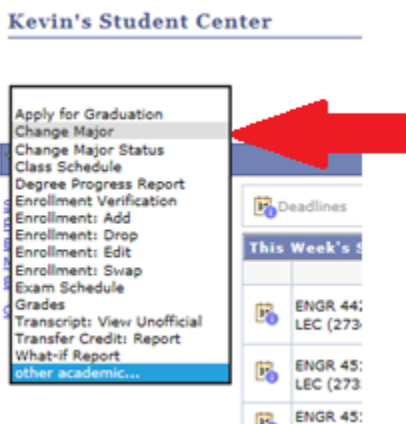 Kevin's Student Center
Apply for Graduation
Change Major
Change Major Status
Class Schedule
Degree Progress Report
Enrollment Verification
Enrollment: Add
Enrollment: Drop
Enrollment: Edit
Enrollment: Swap
Exam Schedule
Grades
Transcript: View Unofficial
Transfer Credit: Report
What-if Report
other academic...
Deadlines
This Week's
ENGR 442
LEC (273
ENGR 45
LEC (273
ENGR 45